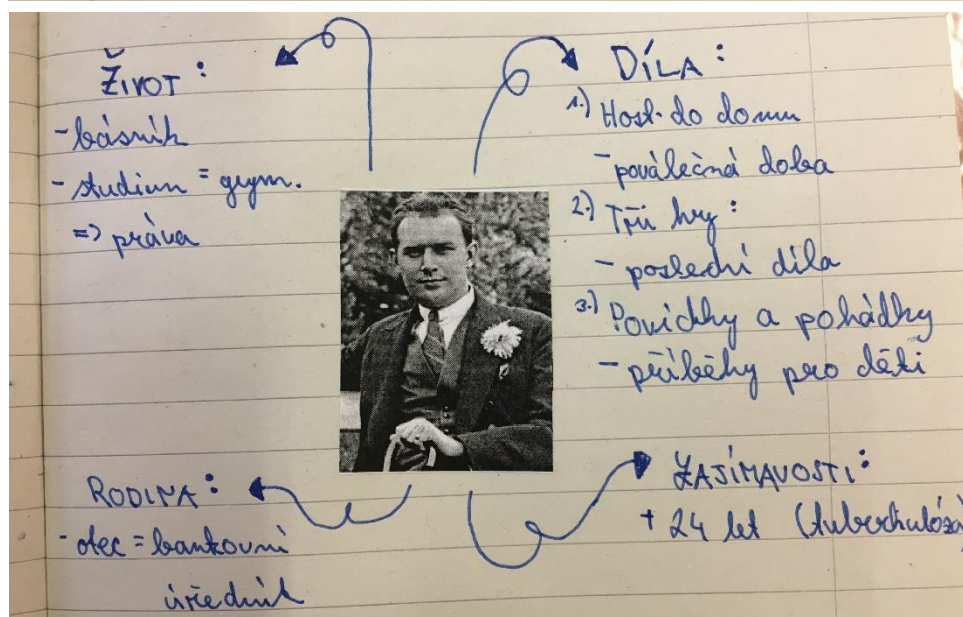 Život:
- básník
- studium = gym.
=> práva
DÍLA:
1.) Host do domu
- poválečná doba
2.) Tři hry:
- poslední díla
3.) Povídky a pohádky
- příběhy pro děti
RODINA:
- otec = bankovní
úředník
ZAJÍMAVOSTI:
+ 24 let (tuberkulóza)